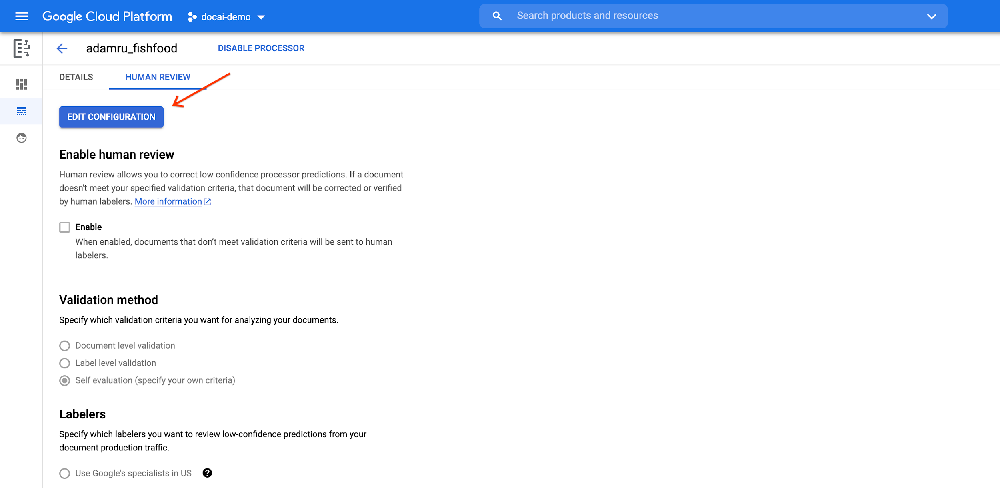 Google Cloud Platform docai-demo Search products and resources
adamru_fishfood DISABLE PROCESSOR
DETAILS HUMAN REVIEW
EDIT CONFIGURATION
Enable human review
Human review allows you to correct low confidence processor predictions. If a document
doesn't meet your specified validation criteria, that document will be corrected or verified
by human labelers. More information
Enable
When enabled, documents that don’t meet validation criteria will be sent to human
labelers.
Validation method
Specify which validation criteria you want for analyzing your documents.
Document level validation
Label level validation
Self evaluation (specify your own criteria)
Labelers
Specify which labelers you want to review low-confidence predictions from your
document production traffic.
Use Google's specialists in US ?